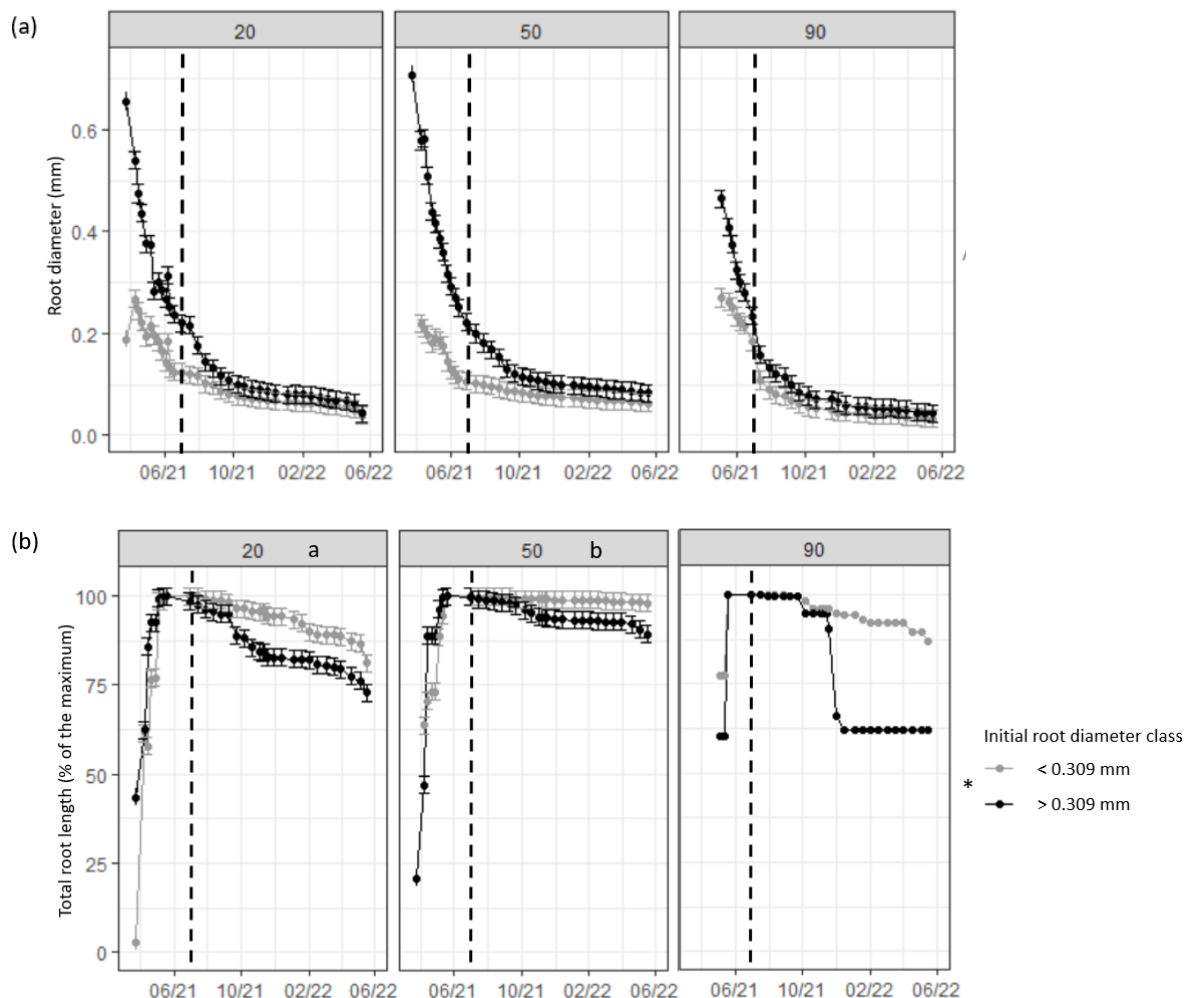 (a)
20 50 90
Root diameter (mm)
0.6
0.4
0.2
0.0
06/21 10/21 02/22 06/22 06/21 10/21 02/22 06/22 06/21 10/21 02/22 06/22
(b)
20 a 50 b 90
Total root length (% of the maximum)
100
75
50
25
0
06/21 10/21 02/22 06/22 06/21 10/21 02/22 06/22 06/21 10/21 02/22 06/22
Initial root diameter class
< 0.309 mm
*
> 0.309 mm